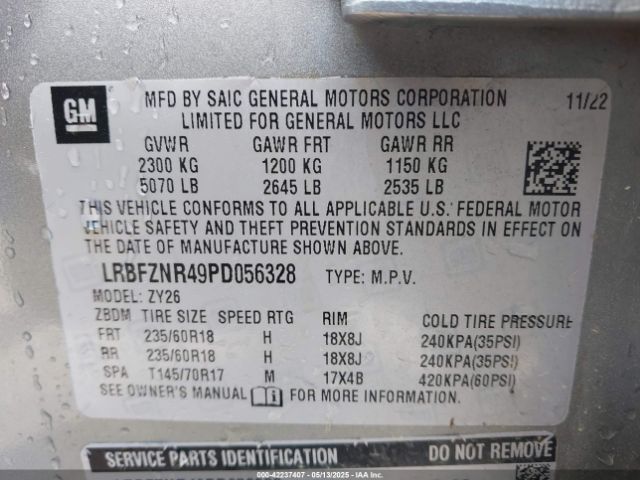 GM
MFD BY SAIC GENERAL MOTORS CORPORATION 11/22
LIMITED FOR GENERAL MOTORS LLC
GVWR GAWR FRT GAWR RR
2300 KG 1200 KG 1150 KG
5070 LB 2645 LB 2535 LB
THIS VEHICLE CONFORMS TO ALL APPLICABLE U.S. FEDERAL MOTOR
VEHICLE SAFETY AND THEFT PREVENTION STANDARDS IN EFFECT ON
THE DATE OF MANUFACTURE SHOWN ABOVE.
LRBFZNR49PD056328 TYPE: M.P.V.
MODEL: ZY26
ZBDM TIRE SIZE SPEED RTG RIM COLD TIRE PRESSURE
FRT 235/60R18 H 18X8J 240KPA(35PSI)
RR 235/60R18 H 18X8J 240KPA(35PSI)
SPA T145/70R17 M 17X4B 420KPA(60PSI)
SEE OWNER'S MANUAL FOR MORE INFORMATION.
SERVICE PARTS IDENTIFICATION DO NOT REMOVE
000-42237407 - 05/13/2025 - IAAI.COM